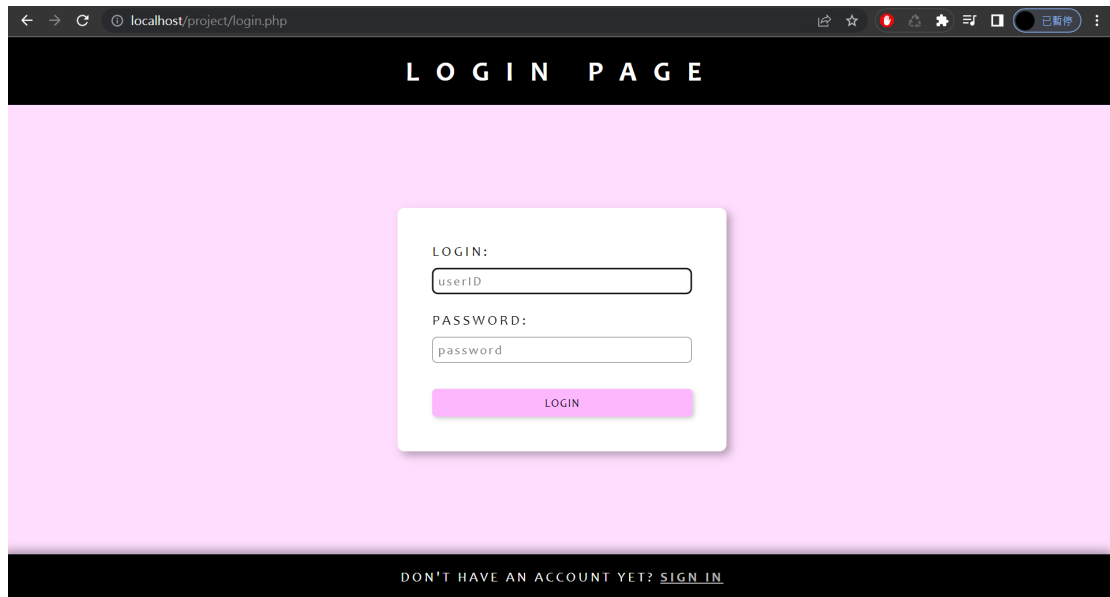 localhost/project/login.php
已暫停
LOGIN PAGE
LOGIN:
userID
PASSWORD:
password
LOGIN
DON'T HAVE AN ACCOUNT YET? SIGN IN